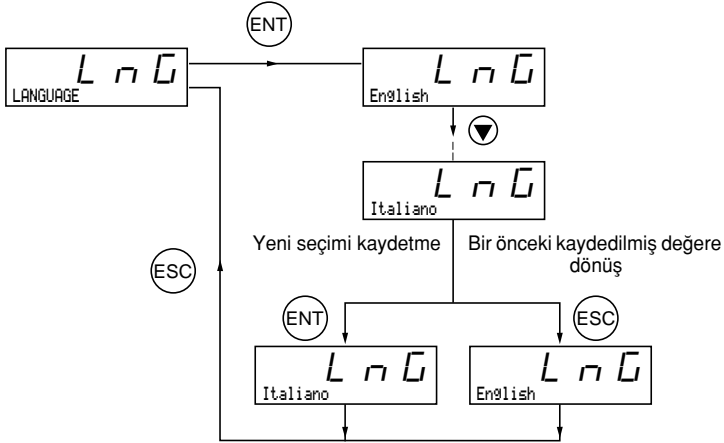 ENT
LnG
LANGUAGE
LnG
English
LnG
Italiano
Yeni seçimi kaydetme
Bir önceki kaydedilmiş değere
dönüş
ESC
ENT
ESC
LnG
Italiano
LnG
English